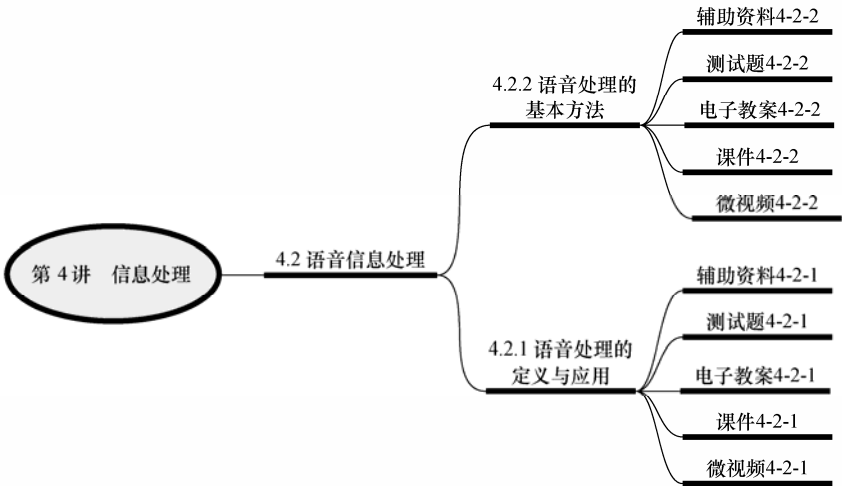 第 4 讲　信息处理
4.2 语音信息处理
4.2.2 语音处理的
基本方法
辅助资料4-2-2
测试题4-2-2
电子教案4-2-2
课件4-2-2
微视频4-2-2
4.2.1 语音处理的
定义与应用
辅助资料4-2-1
测试题4-2-1
电子教案4-2-1
课件4-2-1
微视频4-2-1